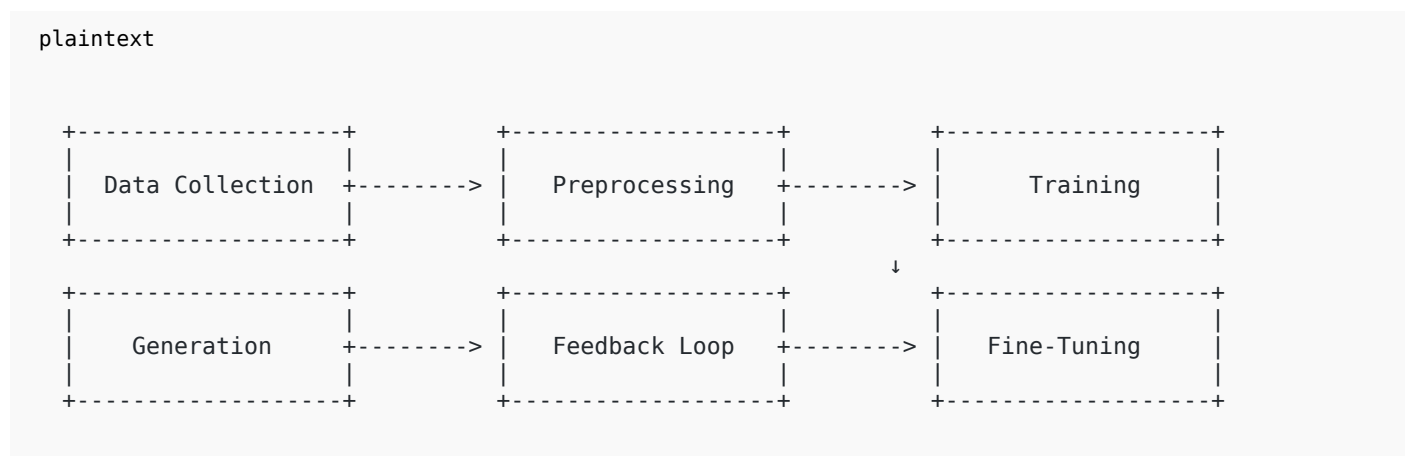 plaintext
+-------------------+ +-------------------+ +-------------------+
| | | | | |
| Data Collection +--------> | Preprocessing +--------> | Training |
| | | | | |
+-------------------+ +-------------------+ +-------------------+
↓
+-------------------+ +-------------------+ +-------------------+
| | | | | |
| Generation +--------> | Feedback Loop +--------> | Fine-Tuning |
| | | | | |
+-------------------+ +-------------------+ +-------------------+